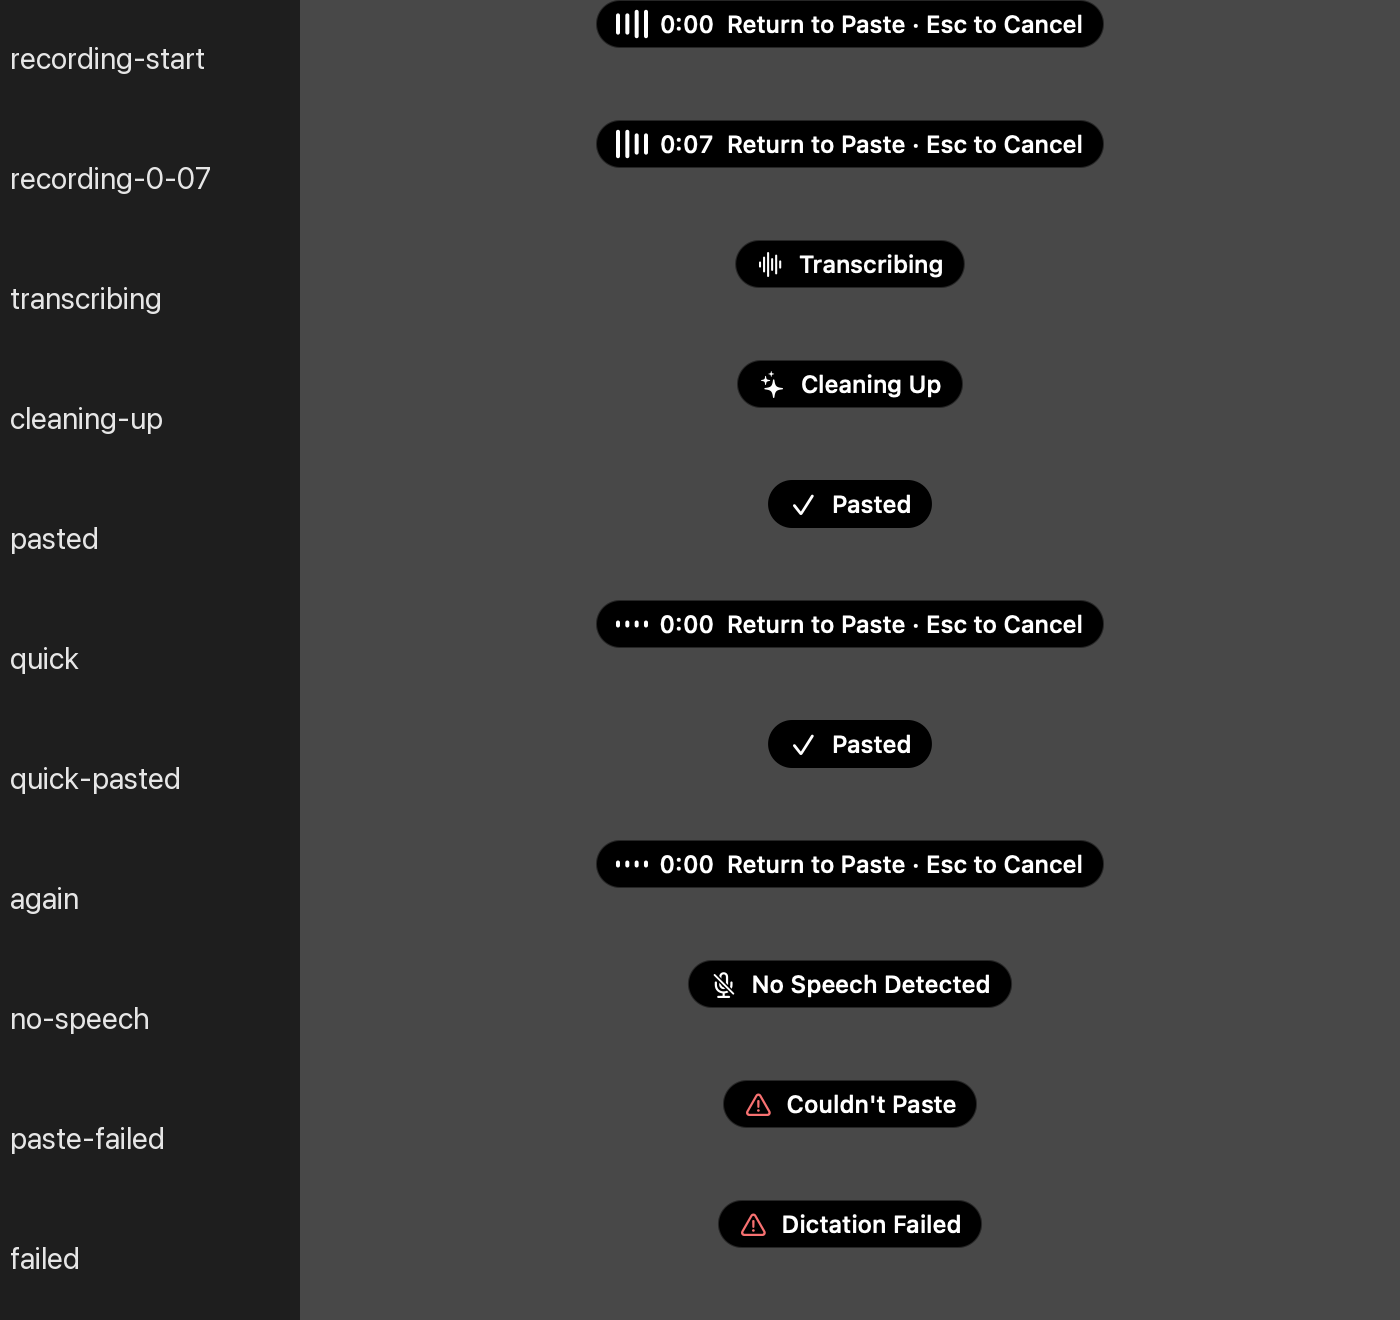 0:00 Return to Paste · Esc to Cancel
recording-start
0:07 Return to Paste · Esc to Cancel
recording-0-07
Transcribing
transcribing
Cleaning Up
cleaning-up
Pasted
pasted
0:00 Return to Paste · Esc to Cancel
quick
Pasted
quick-pasted
0:00 Return to Paste · Esc to Cancel
again
No Speech Detected
no-speech
Couldn't Paste
paste-failed
Dictation Failed
failed